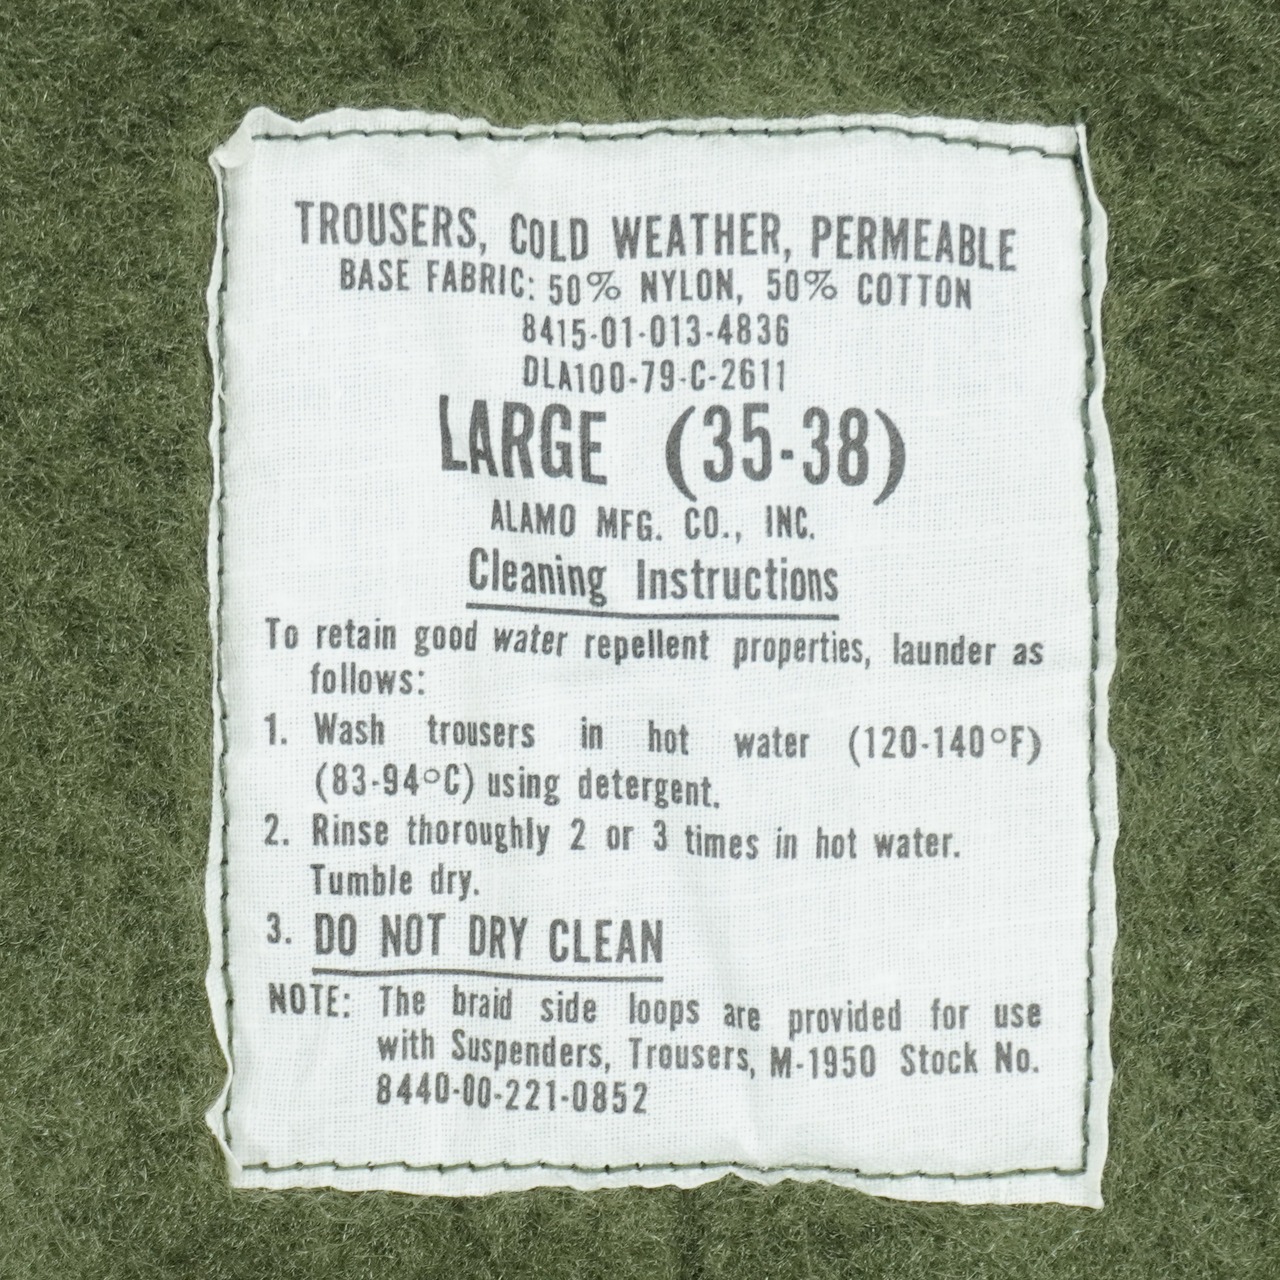 TROUSERS, COLD WEATHER, PERMEABLE
BASE FABRIC: 50% NYLON, 50% COTTON
8415-01-013-4836
DLA100-79-C-2611
LARGE (35-38)
ALAMO MFG. CO., INC.
Cleaning Instructions
To retain good water repellent properties, launder as
follows:
1. Wash trousers in hot water (120-140°F)
(83-94°C) using detergent.
2. Rinse thoroughly 2 or 3 times in hot water.
Tumble dry.
3. DO NOT DRY CLEAN
NOTE: The braid side loops are provided for use
with Suspenders, Trousers, M-1950 Stock No.
8440-00-221-0852